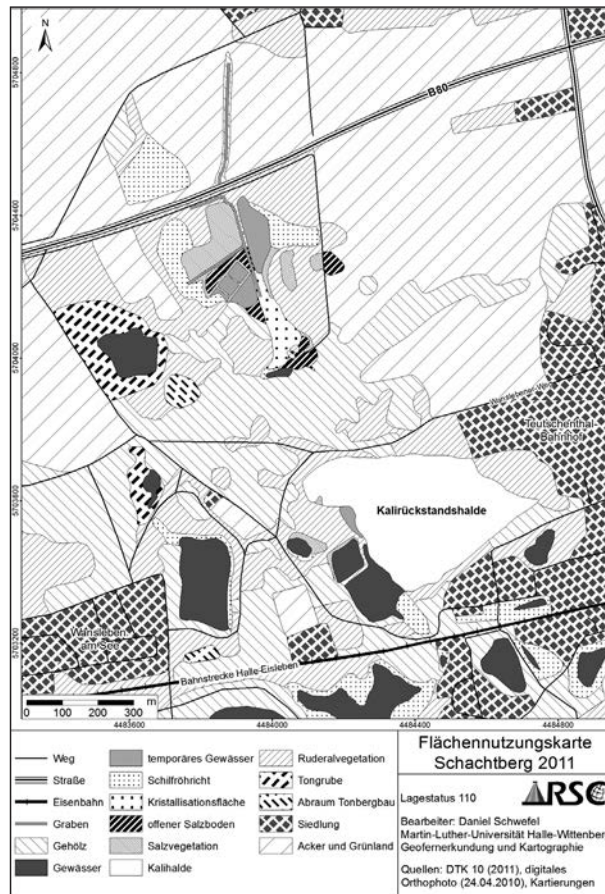 N
B80
5704800
5704400
5704000
5703600
5703200
Wanslebener Weg
Teutschenthal
Bahnhof
Kalirückstandshalde
Wansleben
am See
Bahnstrecke Halle-Eisleben
0 100 200 300 m
4483600 4484000 4484400 4484800
Weg
Straße
Eisenbahn
Graben
Gehölz
Gewässer
temporäres Gewässer
Schilfröhricht
Kristallisationsfläche
offener Salzboden
Salzvegetation
Kalihalde
Ruderalvegetation
Tongrube
Abraum Tonbergbau
Siedlung
Acker und Grünland
Flächennutzungskarte
Schachtberg 2011
Lagestatus 110
RSC
Bearbeiter: Daniel Schwefel
Martin-Luther-Universität Halle-Wittenber
Geofernerkundung und Kartographie
Quellen: DTK 10 (2011), digitales
Orthophoto (24.04.2010), Kartierungen